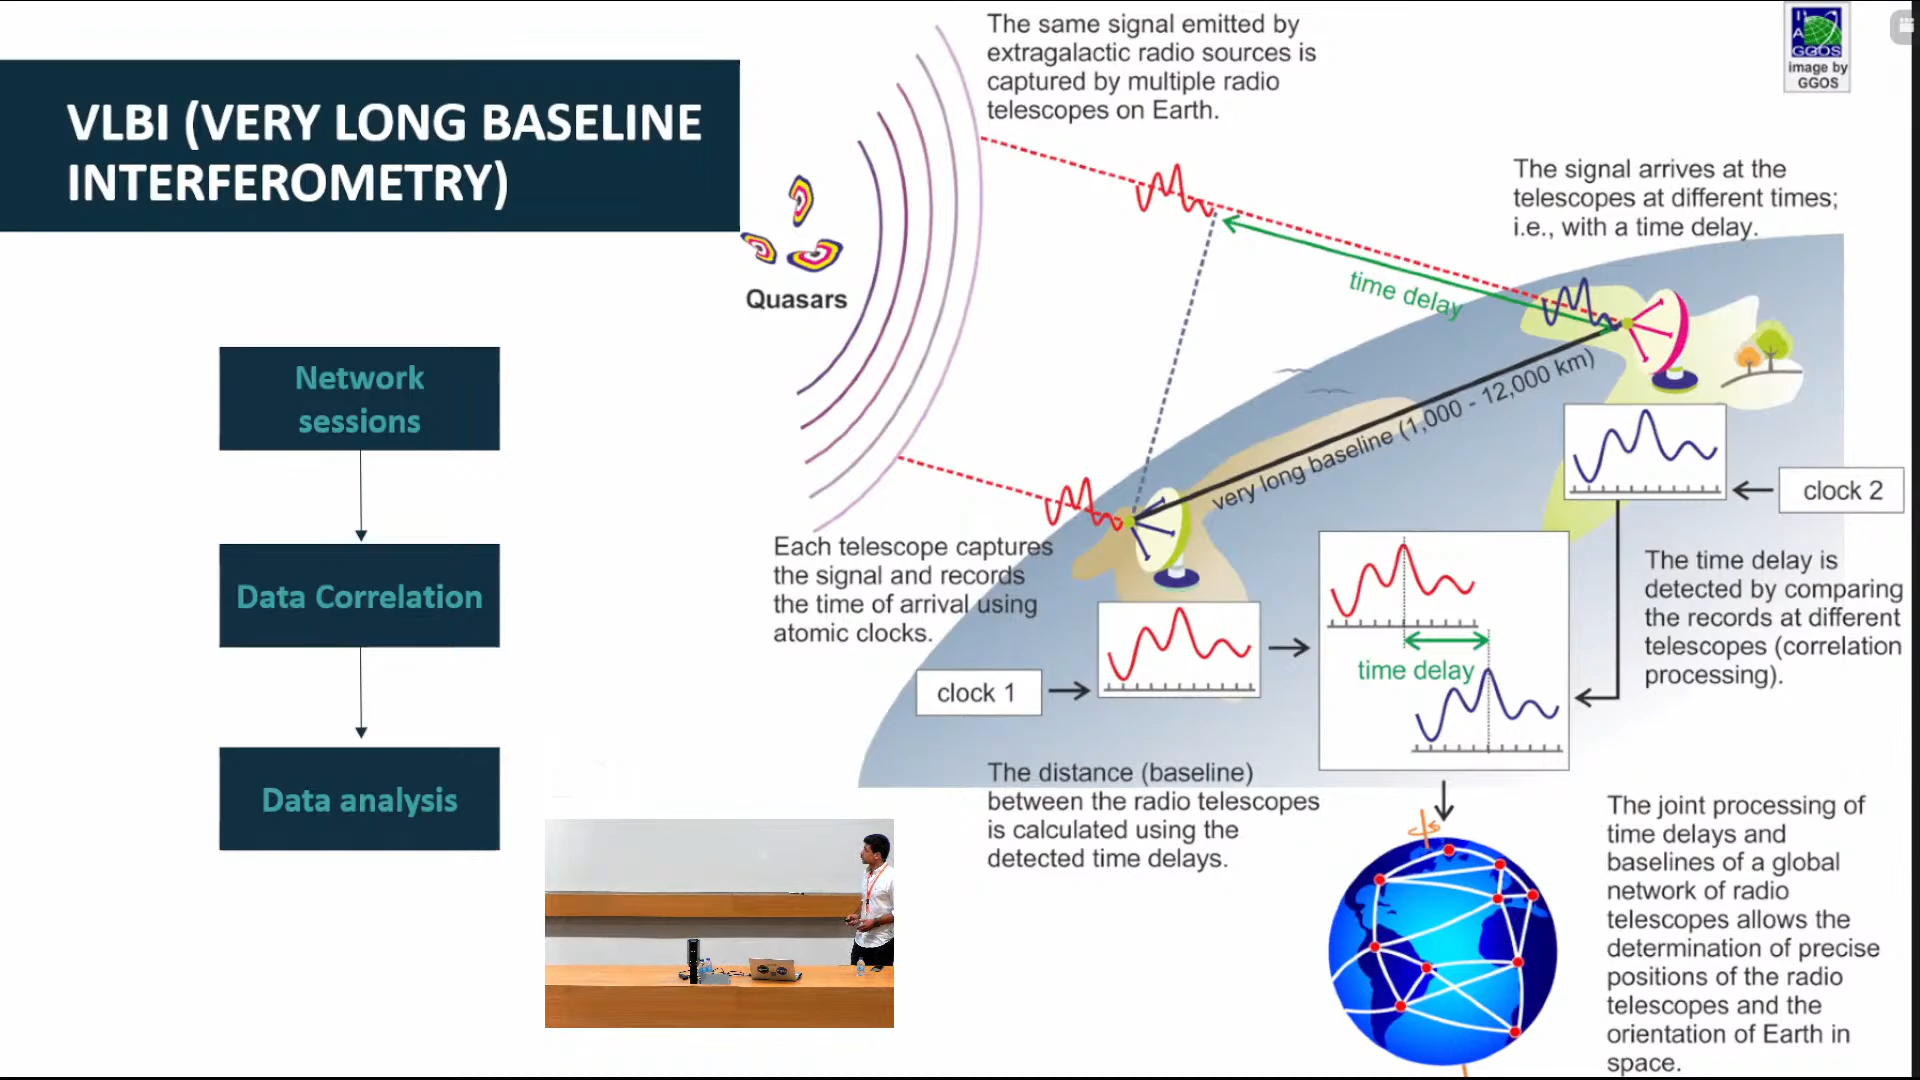 VLBI (VERY LONG BASELINE
INTERFEROMETRY)
Network
sessions
Data Correlation
Data analysis
The same signal emitted by
extragalactic radio sources is
captured by multiple radio
telescopes on Earth.
GGOS
image by
GGOS
The signal arrives at the
telescopes at different times;
i.e., with a time delay.
Quasars
time delay
very long baseline (1,000 - 12,000 km)
clock 2
Each telescope captures
the signal and records
the time of arrival using
atomic clocks.
clock 1
time delay
The time delay is
detected by comparing
the records at different
telescopes (correlation
processing).
The distance (baseline)
between the radio telescopes
is calculated using the
detected time delays.
The joint processing of
time delays and
baselines of a global
network of radio
telescopes allows the
determination of precise
positions of the radio
telescopes and the
orientation of Earth in
space.